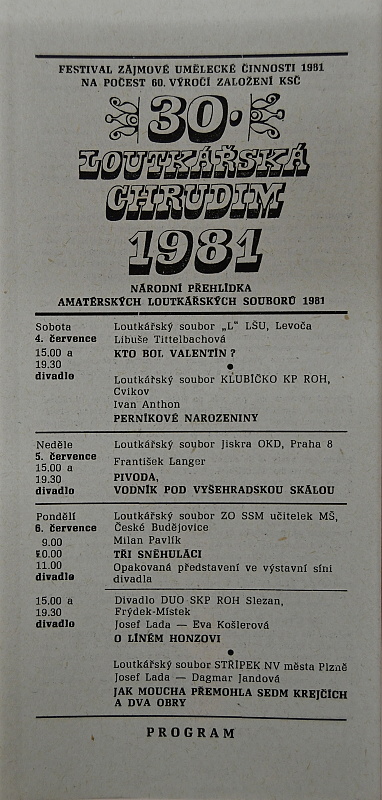 FESTIVAL ZÁJMOVÉ UMĚLECKÉ ČINNOSTI 1981
NA POČEST 60. VÝROČÍ ZALOŽENÍ KSČ
30.
LOUTKÁŘSKÁ
CHRUDIM
1981
NÁRODNÍ PŘEHLÍDKA
AMATÉRSKÝCH LOUTKÁŘSKÝCH SOUBORŮ 1981
Sobota
4. července
15.00 a
19.30
divadlo
Loutkářský soubor „L" LŠU, Levoča
Libuše Tittelbachová
KTO BOL VALENTÍN?
●
Loutkářský soubor KLUBÍČKO KP ROH,
Cvikov
Ivan Anthon
PERNÍKOVÉ NAROZENINY
Neděle
5. července
15.00 a
19.30
divadlo
Loutkářský soubor Jiskra OKD, Praha 8
František Langer
PIVODA,
VODNÍK POD VYŠEHRADSKOU SKÁLOU
Pondělí
6. července
9.00
10.00
11.00
divadlo
Loutkářský soubor ZO SSM učitelek MŠ,
České Budějovice
Milan Pavlík
TŘI SNĚHULÁCI
Opakovaná představení ve výstavní síni
divadla
15.00 a
19.30
divadlo
Divadlo DUO SKP ROH Slezan,
Frýdek-Místek
Josef Lada — Eva Košlerová
O LÍNÉM HONZOVI
●
Loutkářský soubor STŘÍPEK NV města Plzně
Josef Lada — Dagmar Jandová
JAK MOUCHA PŘEMOHLA SEDM KREJČÍCH
A DVA OBRY
PROGRAM